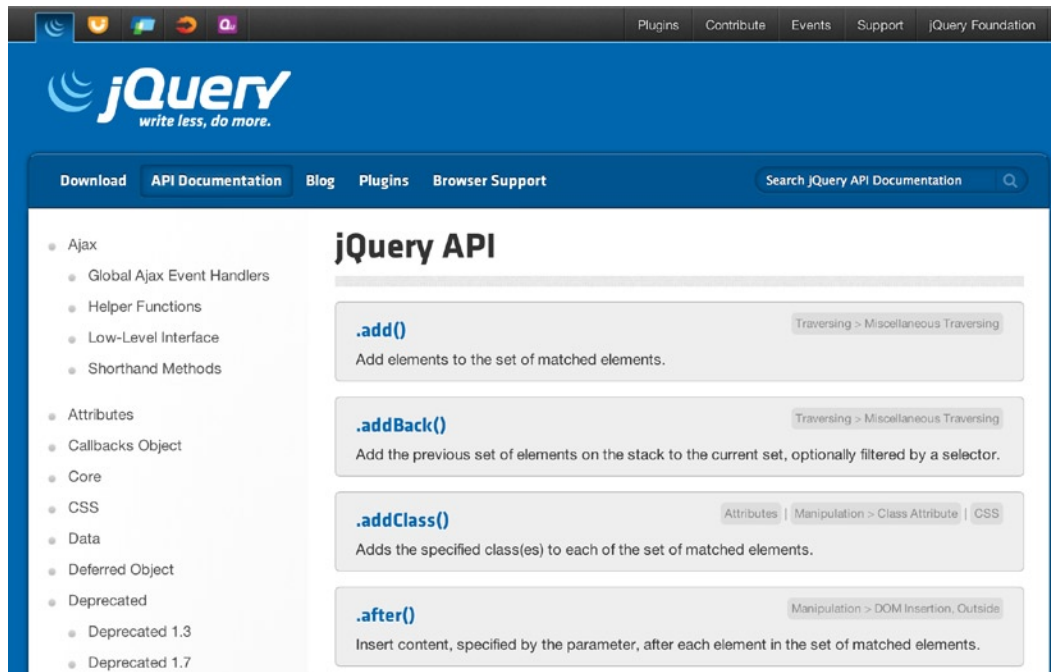 Plugins Contribute Events Support jQuery Foundation
jQuery
write less, do more.
Download API Documentation Blog Plugins Browser Support Search jQuery API Documentation
Ajax
Global Ajax Event Handlers
Helper Functions
Low-Level Interface
Shorthand Methods
Attributes
Callbacks Object
Core
CSS
Data
Deferred Object
Deprecated
Deprecated 1.3
Deprecated 1.7
jQuery API
.add() Traversing > Miscellaneous Traversing
Add elements to the set of matched elements.
.addBack() Traversing > Miscellaneous Traversing
Add the previous set of elements on the stack to the current set, optionally filtered by a selector.
.addClass() Attributes | Manipulation > Class Attribute | CSS
Adds the specified class(es) to each of the set of matched elements.
.after() Manipulation > DOM Insertion, Outside
Insert content, specified by the parameter, after each element in the set of matched elements.